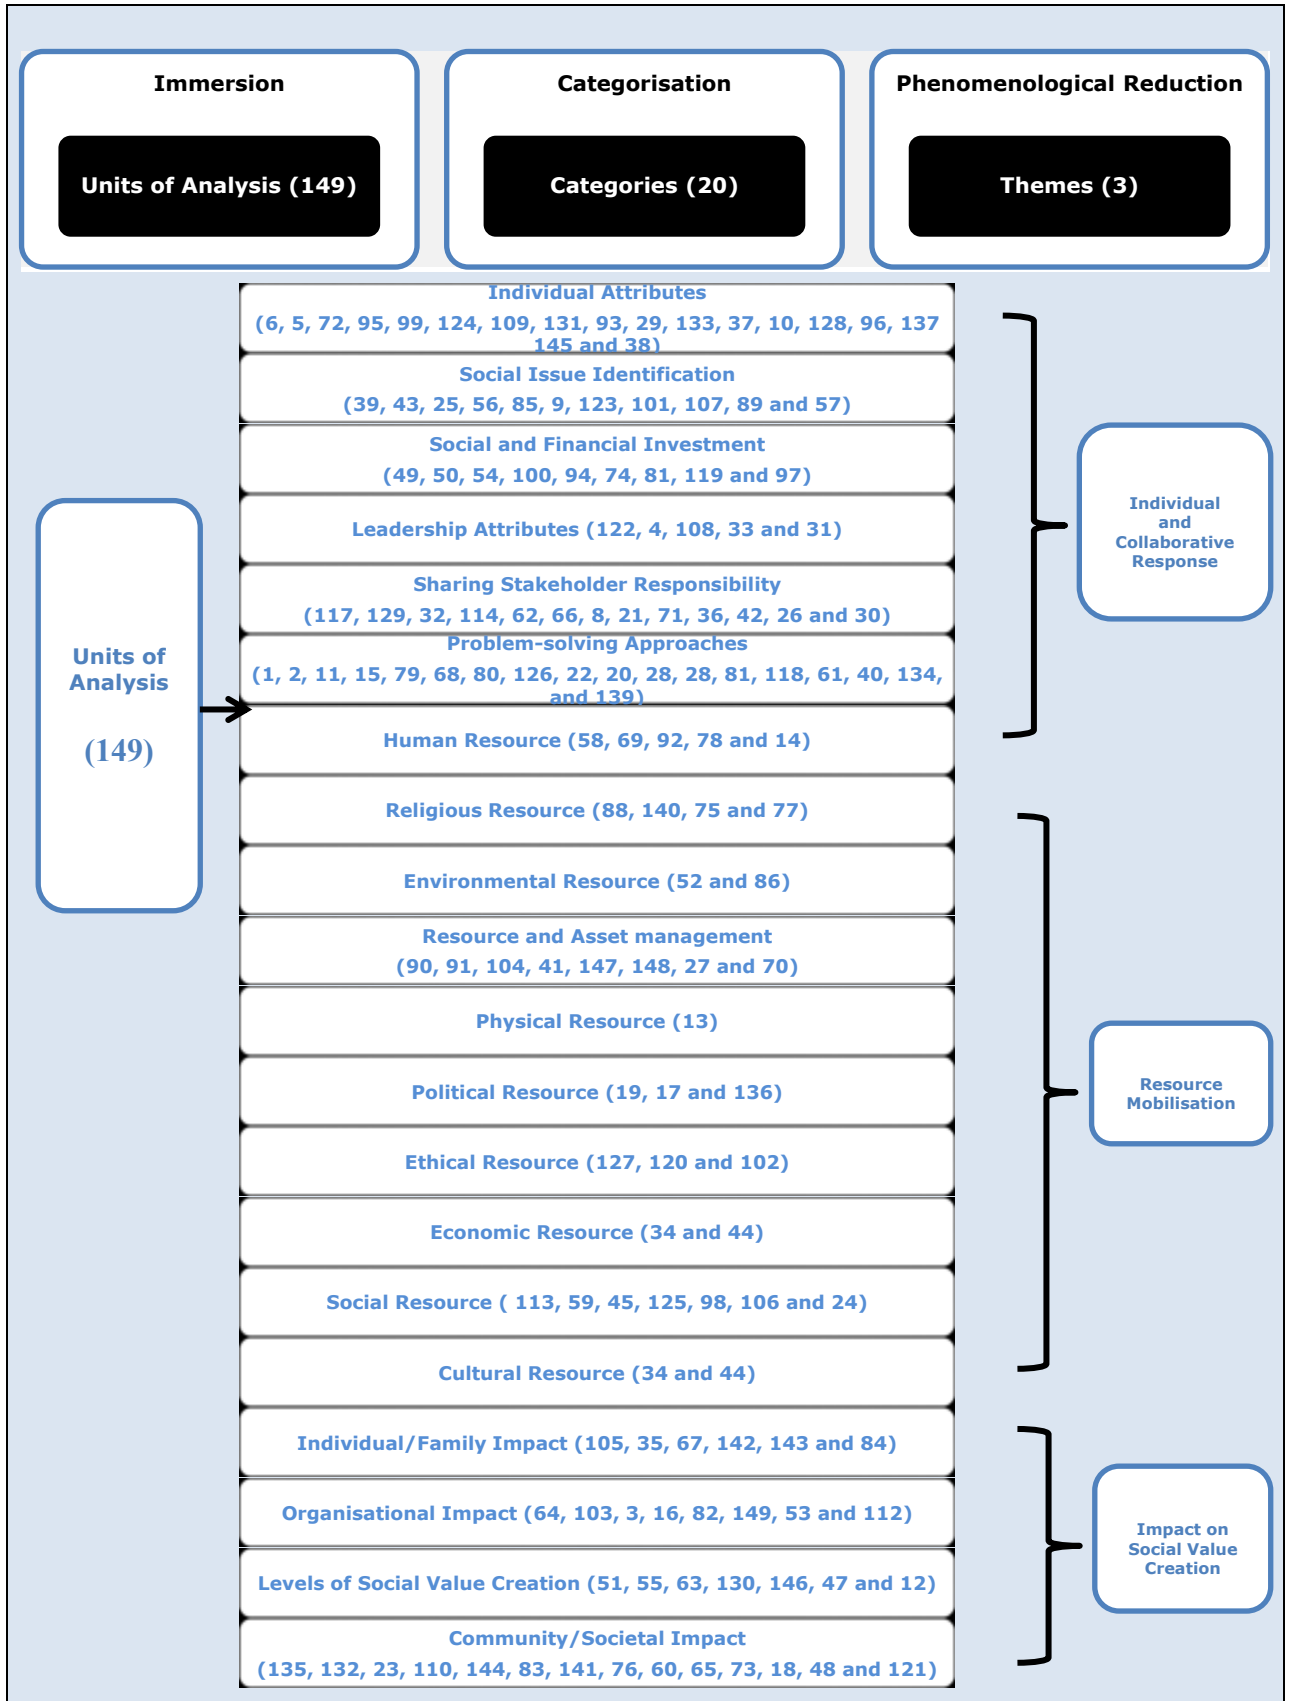 Immersion
Units of Analysis (149)
Categorisation
Categories (20)
Phenomenological Reduction
Themes (3)
Units of
Analysis
(149)
Individual Attributes
(6, 5, 72, 95, 99, 124, 109, 131, 93, 29, 133, 37, 10, 128, 96, 137
145 and 38)
Social Issue Identification
(39, 43, 25, 56, 85, 9, 123, 101, 107, 89 and 57)
Social and Financial Investment
(49, 50, 54, 100, 94, 74, 81, 119 and 97)
Leadership Attributes (122, 4, 108, 33 and 31)
Sharing Stakeholder Responsibility
(117, 129, 32, 114, 62, 66, 8, 21, 71, 36, 42, 26 and 30)
Problem-solving Approaches
(1, 2, 11, 15, 79, 68, 80, 126, 22, 20, 28, 28, 81, 118, 61, 40, 134,
and 139)
Human Resource (58, 69, 92, 78 and 14)
Religious Resource (88, 140, 75 and 77)
Environmental Resource (52 and 86)
Resource and Asset management
(90, 91, 104, 41, 147, 148, 27 and 70)
Physical Resource (13)
Political Resource (19, 17 and 136)
Ethical Resource (127, 120 and 102)
Economic Resource (34 and 44)
Social Resource ( 113, 59, 45, 125, 98, 106 and 24)
Cultural Resource (34 and 44)
Individual/Family Impact (105, 35, 67, 142, 143 and 84)
Organisational Impact (64, 103, 3, 16, 82, 149, 53 and 112)
Levels of Social Value Creation (51, 55, 63, 130, 146, 47 and 12)
Community/Societal Impact
(135, 132, 23, 110, 144, 83, 141, 76, 60, 65, 73, 18, 48 and 121)
Individual
and
Collaborative
Response
Resource
Mobilisation
Impact on
Social Value
Creation